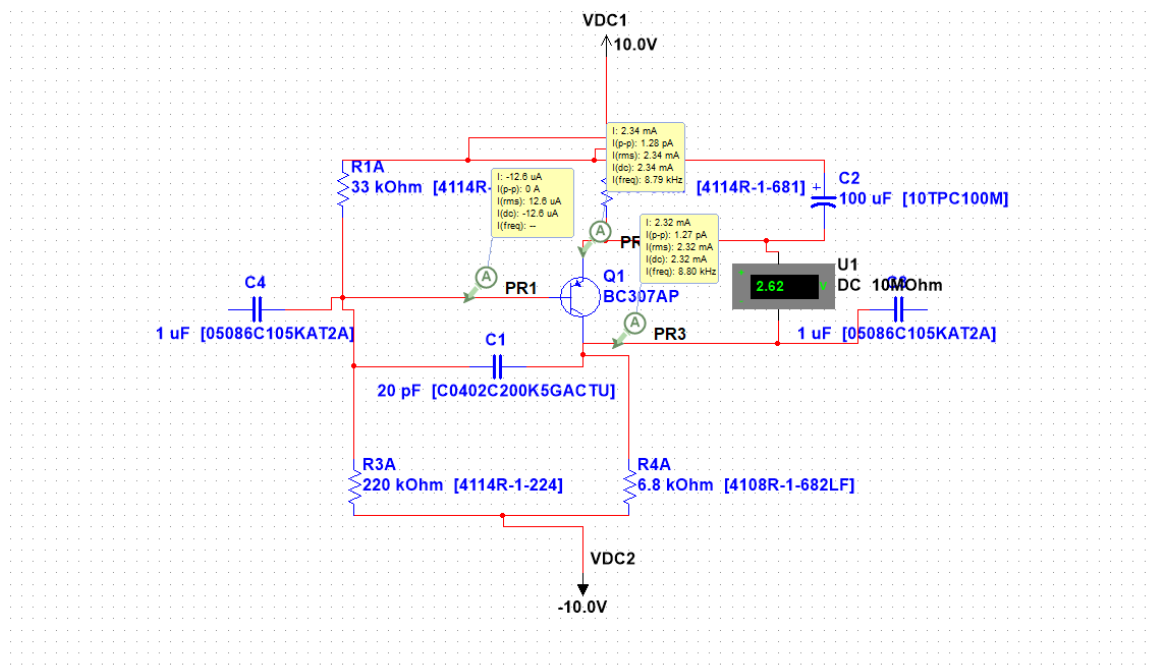 VDC1
10.0V
I: 2.34 mA
I(p-p): 1.28 pA
I(rms): 2.34 mA
I(dc): 2.34 mA
I(freq): 8.79 kHz
R1A
33 kOhm [4114R-
I: -12.6 uA
I(p-p): 0 A
I(rms): 12.6 uA
I(dc): -12.6 uA
I(freq): --
[4114R-1-681]
+
C2
100 uF [10TPC100M]
I: 2.32 mA
I(p-p): 1.27 pA
I(rms): 2.32 mA
I(dc): 2.32 mA
I(freq): 8.80 kHz
A
PR
A
PR1
Q1
BC307AP
U1
DC 10MOhm
2.62 V
C4
1 uF [05086C105KAT2A]
A
PR3
1 uF [05086C105KAT2A]
C1
20 pF [C0402C200K5GACTU]
R3A
220 kOhm [4114R-1-224]
R4A
6.8 kOhm [4108R-1-682LF]
VDC2
-10.0V